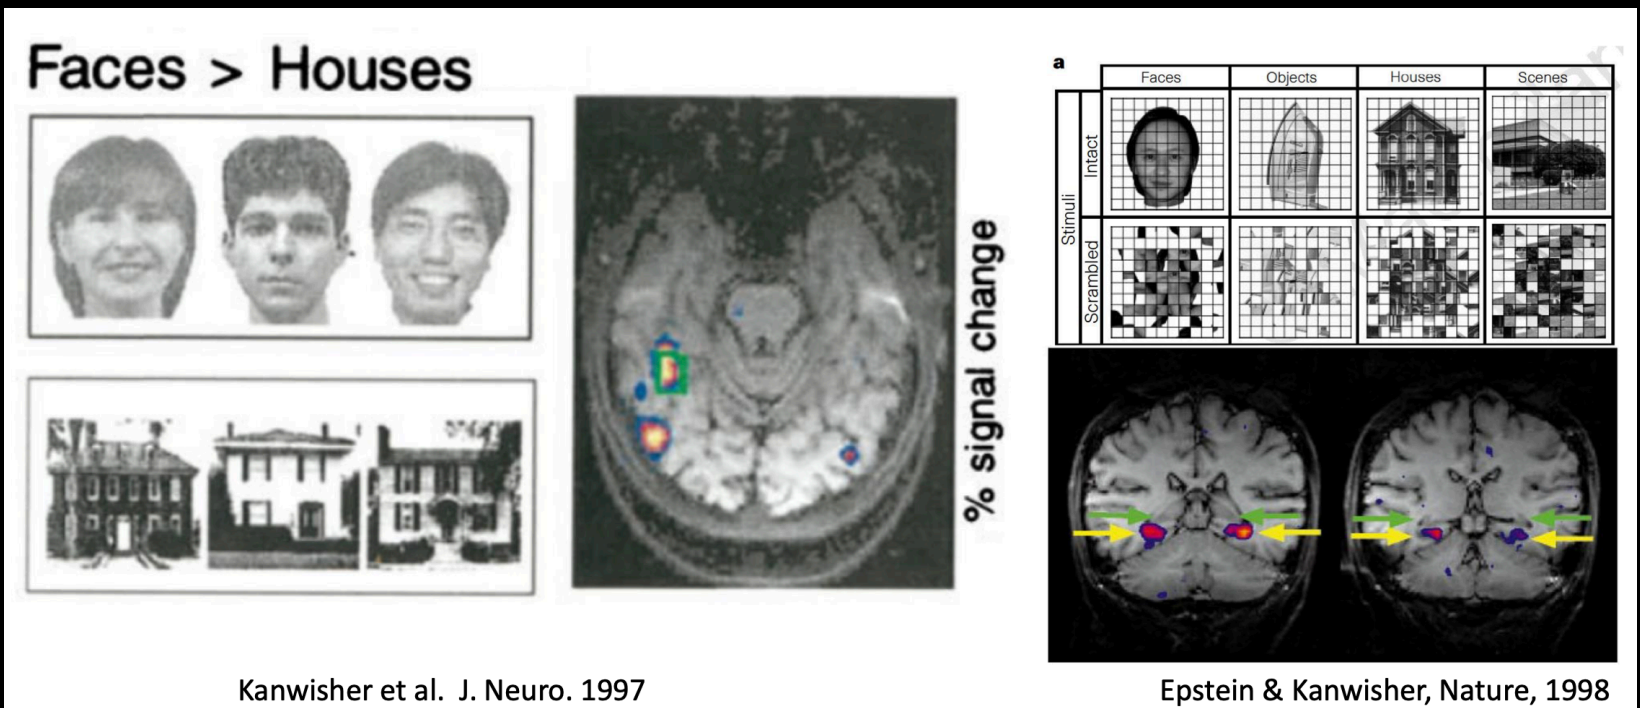 Faces > Houses
% signal change
a
Faces Objects Houses Scenes
Stimuli
Intact
Scrambled
Kanwisher et al. J. Neuro. 1997
Epstein & Kanwisher, Nature, 1998